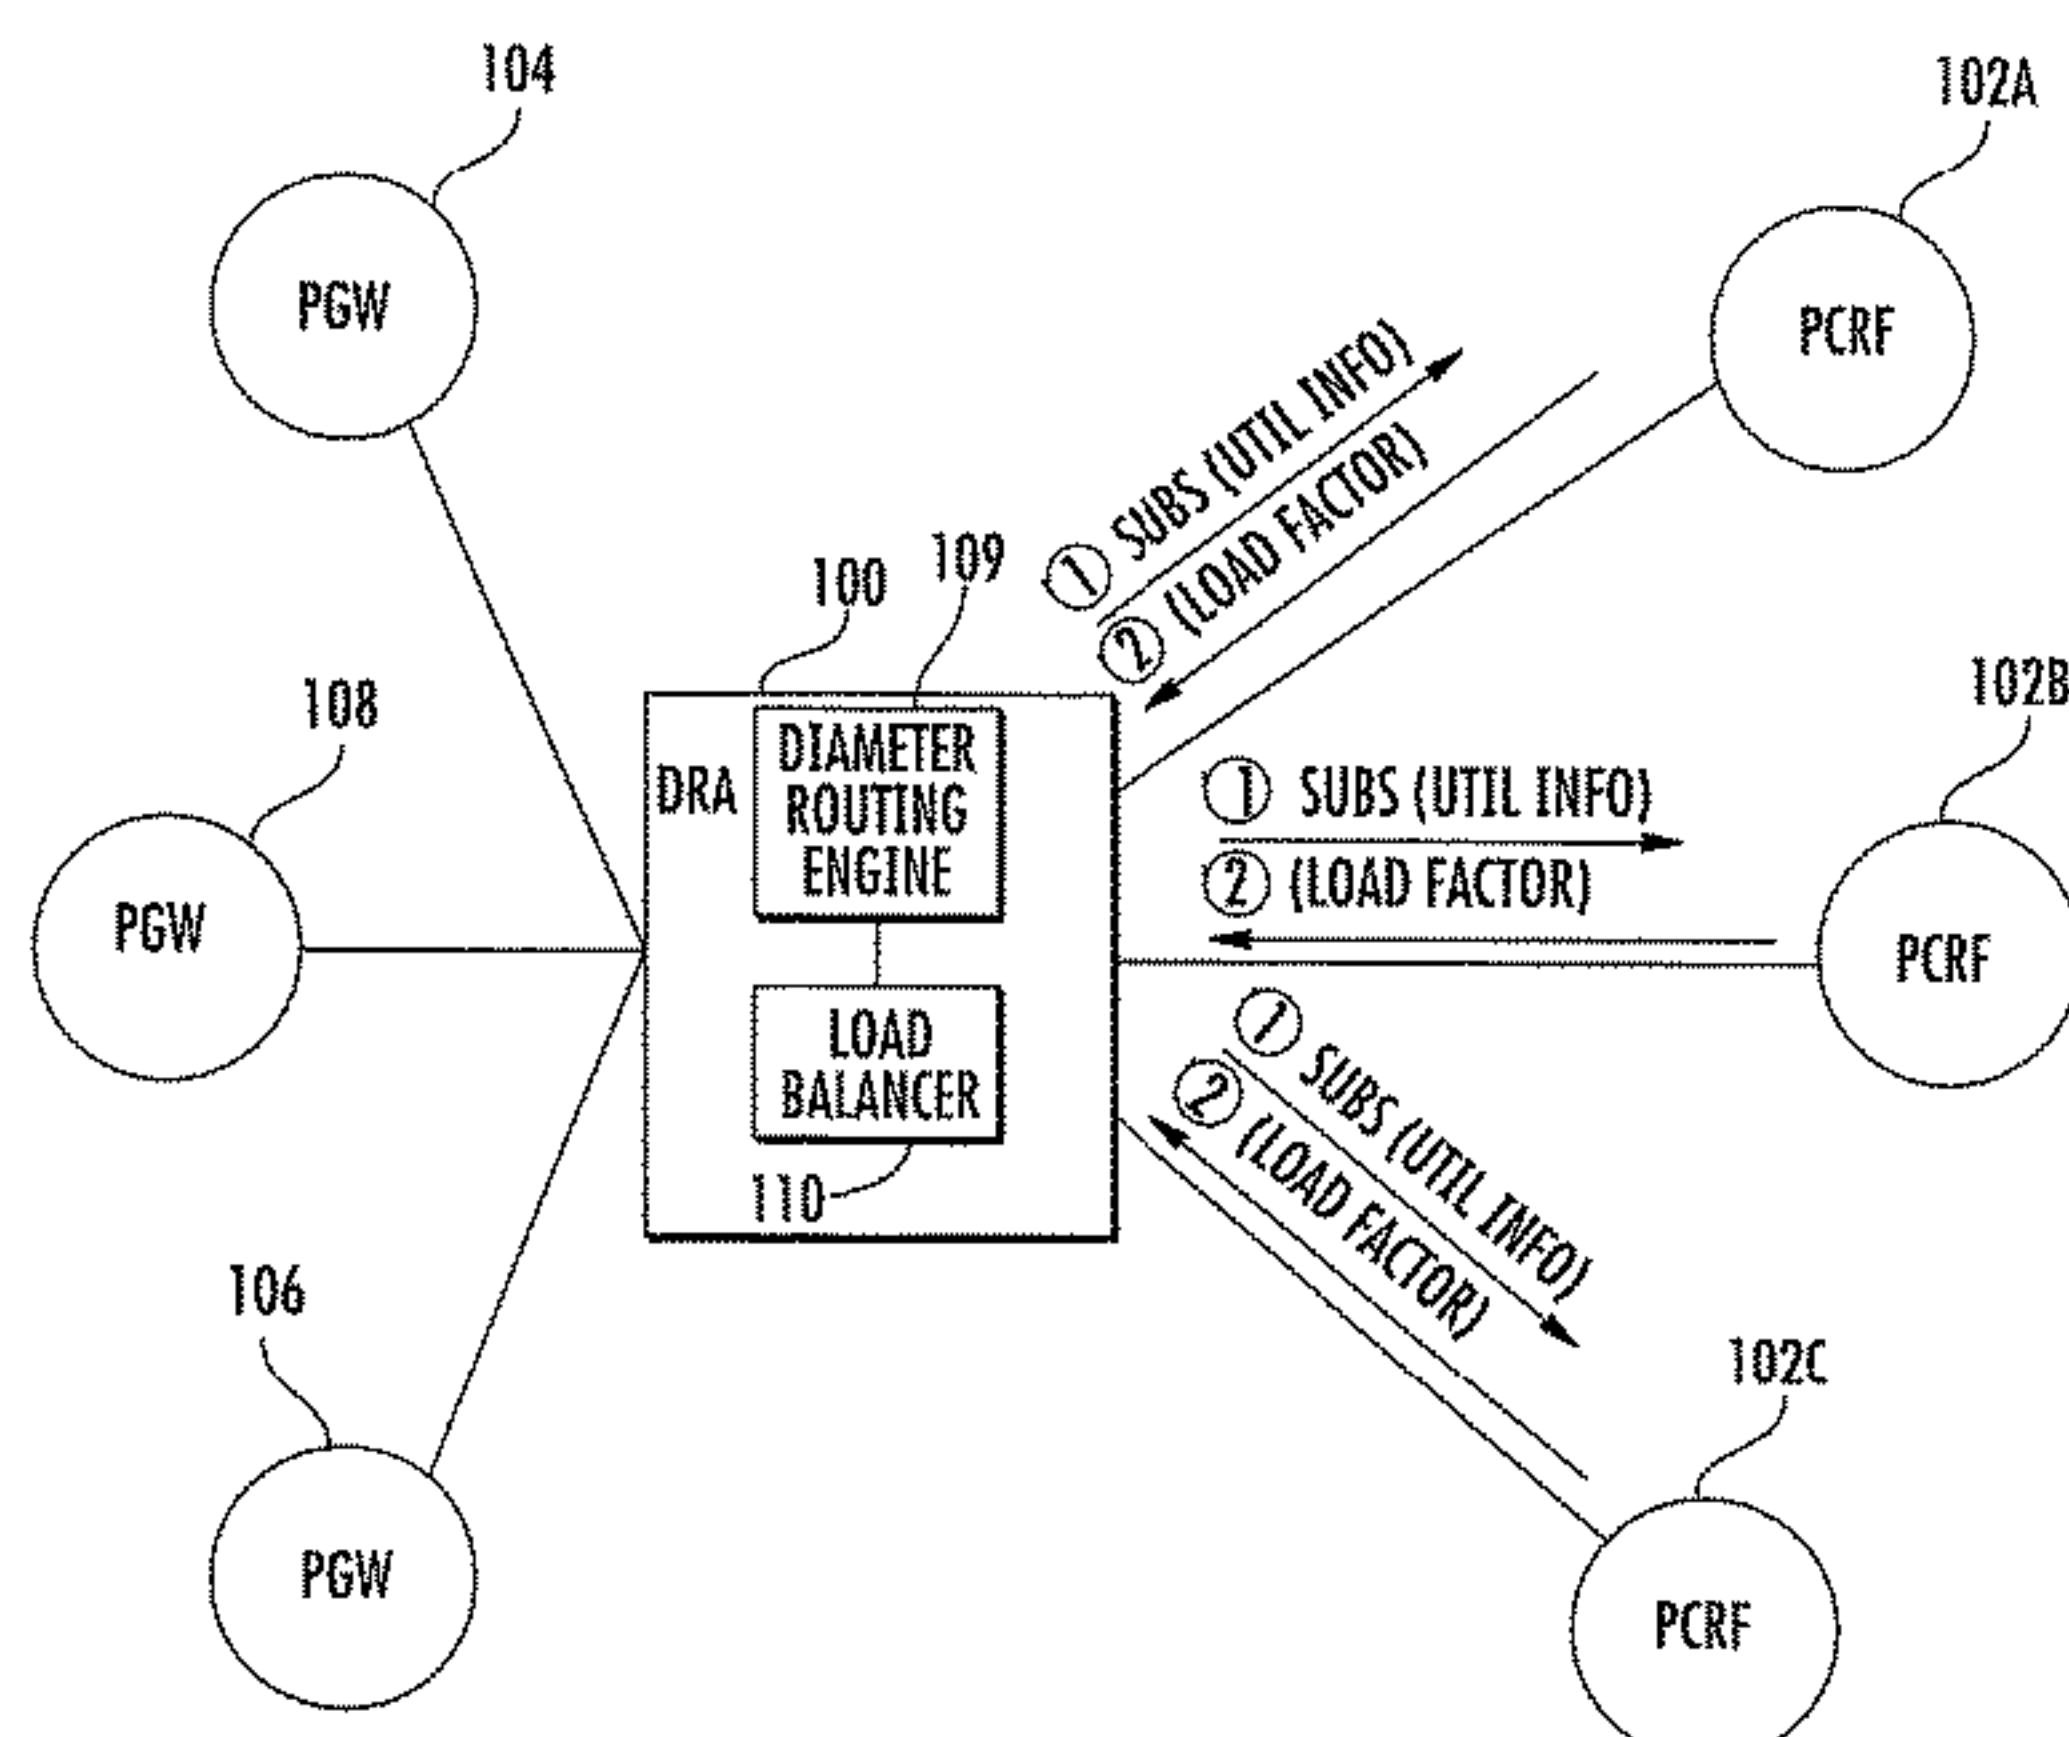 104
102A
PGW
PCRF
① SUBS (UTIL INFO)
② (LOAD FACTOR)
109
100
108
102B
DRA
DIAMETER
ROUTING
ENGINE
① SUBS (UTIL INFO)
② (LOAD FACTOR)
PGW
PCRF
LOAD
BALANCER
① SUBS (UTIL INFO)
② (LOAD FACTOR)
110
106
102C
PGW
PCRF